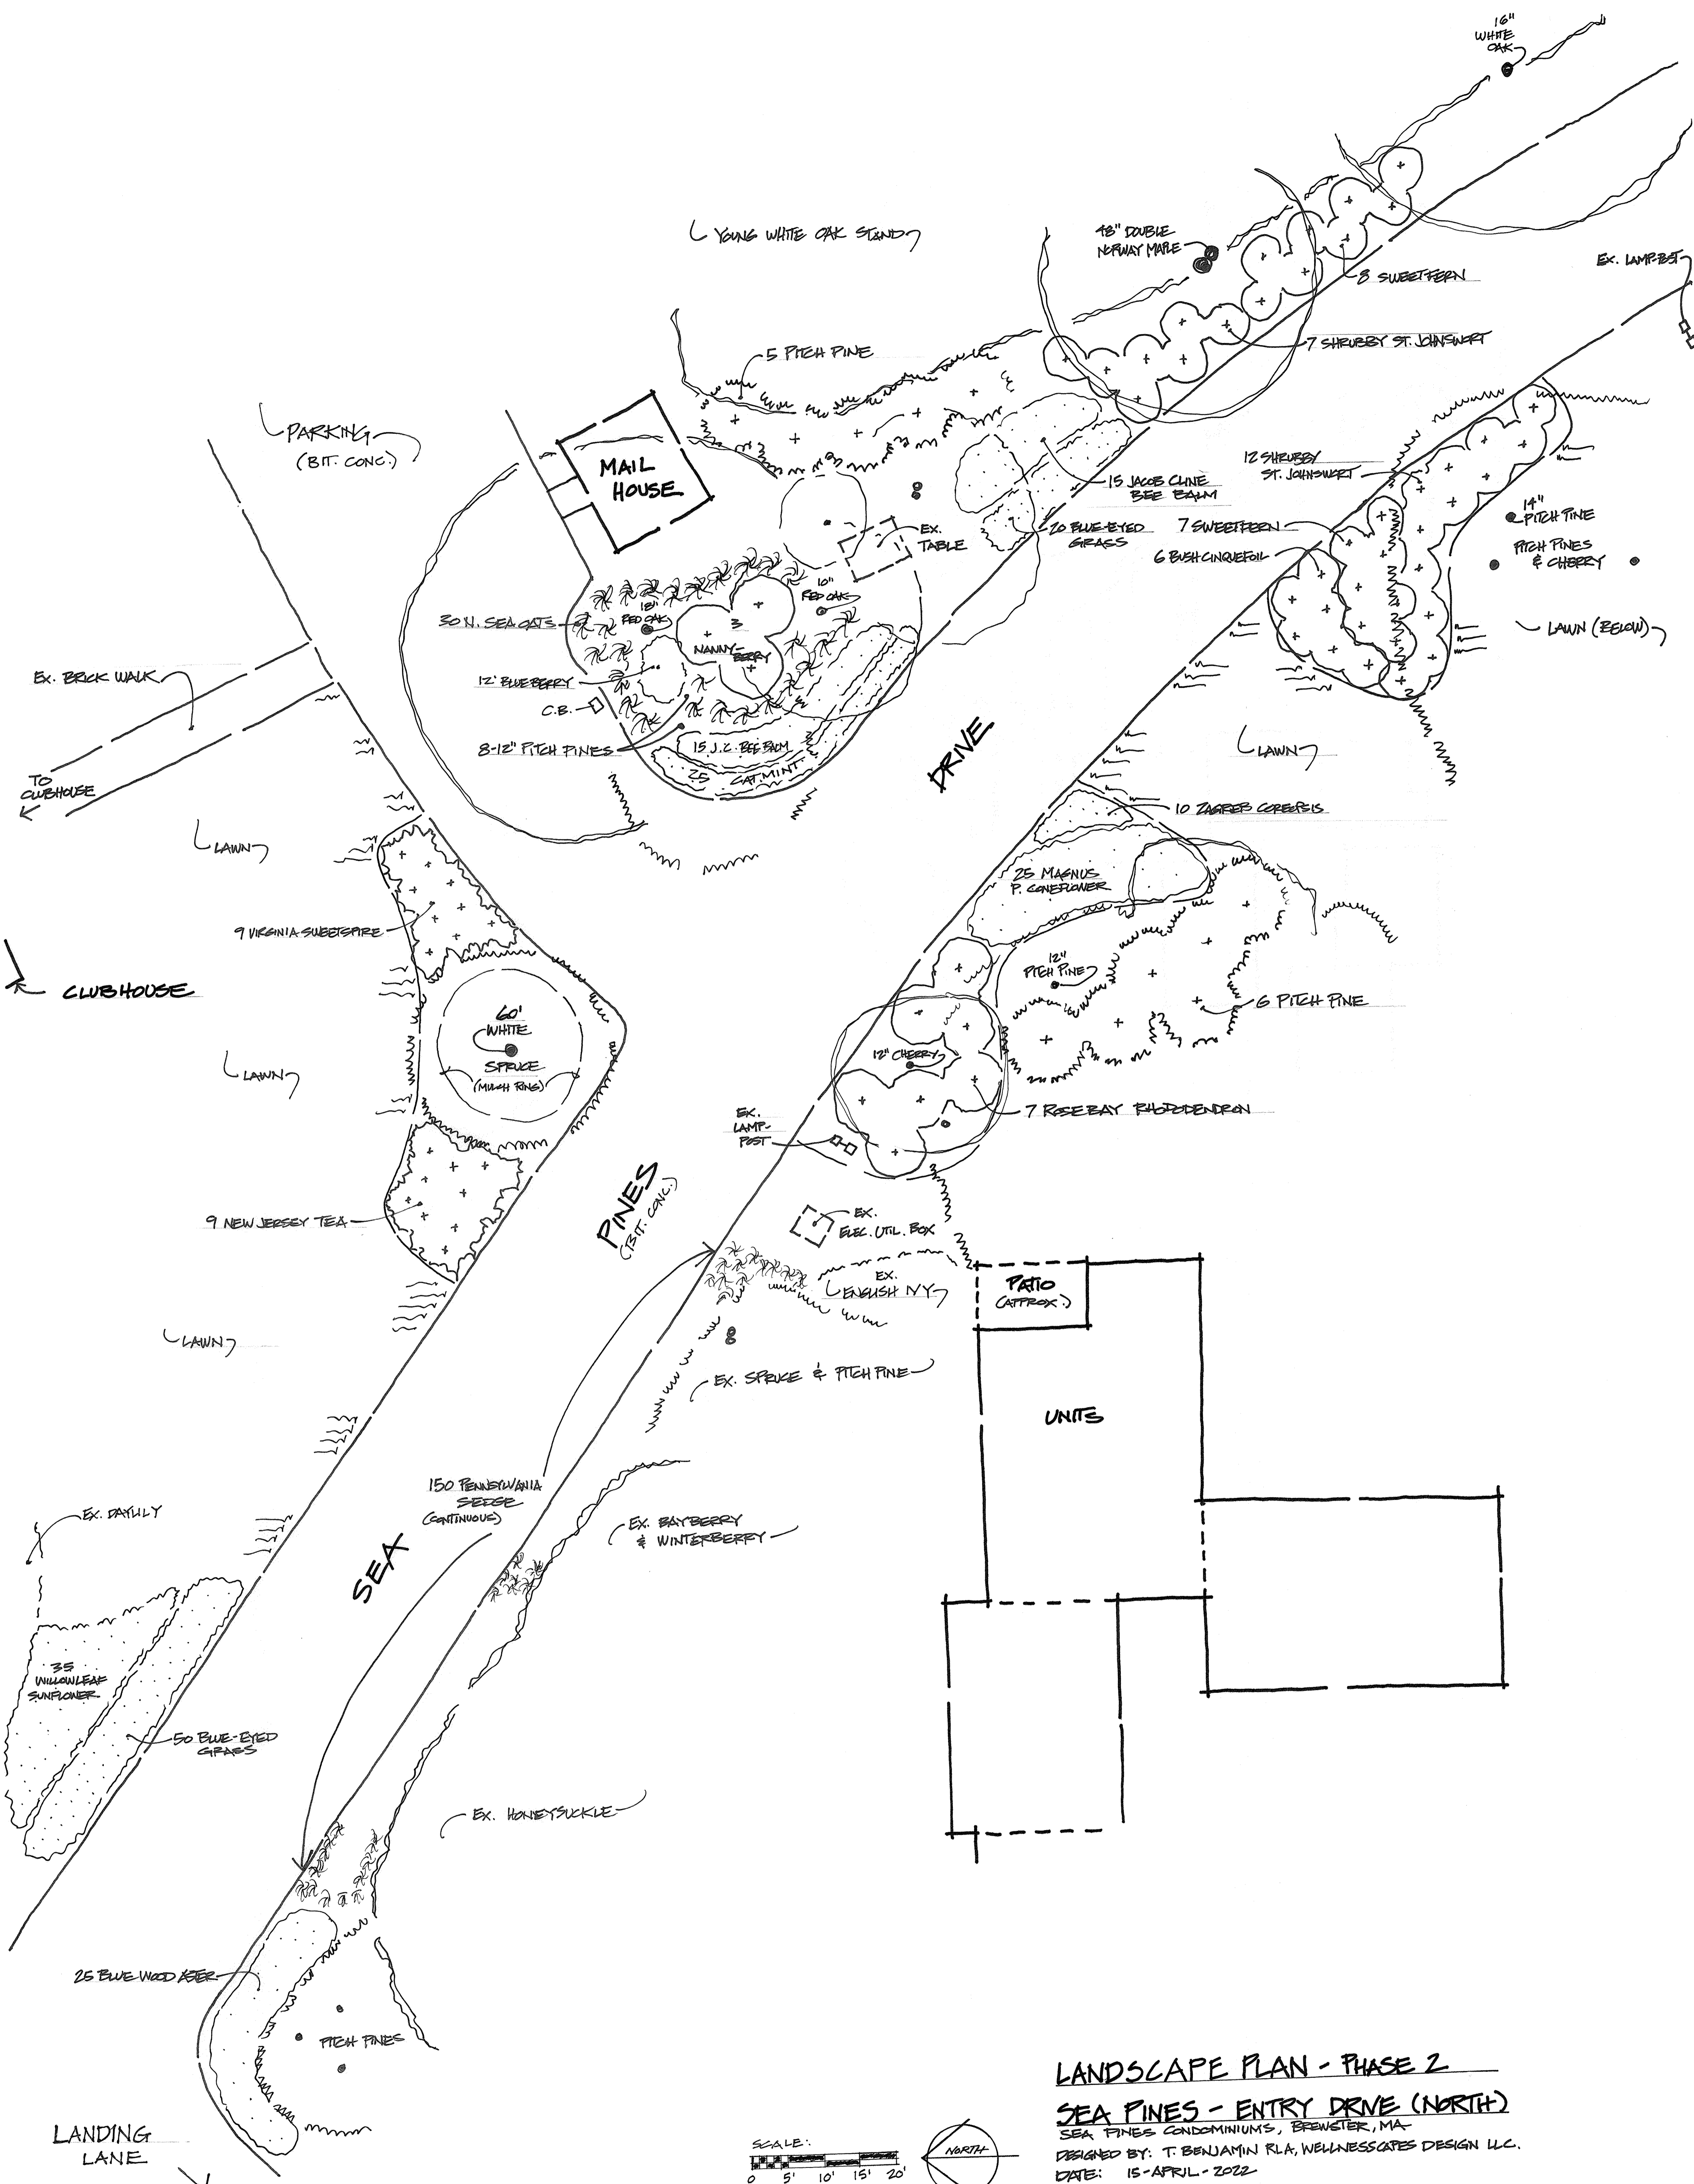 16"
WHITE
OAK
YOUNG WHITE OAK STAND
48" DOUBLE
NORWAY MAPLE
EX. LAMP-POST
8 SWEETFERN
7 SHRUBBY ST. JOHNSWORT
5 PITCH PINE
PARKING
(BIT. CONC.)
MAIL
HOUSE
12 SHRUBBY
ST. JOHNSWORT
15 JACOB CLINE
BEE BALM
14"
PITCH PINE
20 BLUE-EYED
GRASS
7 SWEETFERN
EX.
TABLE
PITCH PINES
& CHERRY
6 BUSH CINQUEFOIL
10"
RED OAK
18"
RED OAK
30 N. SEA OATS
3
NANNY-
BERRY
LAWN (BELOW)
EX. BRICK WALK
12' BLUEBERRY
C.B.
8-12" PITCH PINES
15 J.C. BEE BALM
25 CATMINT
DRIVE
LAWN
TO
CLUBHOUSE
10 ZAGREB COREOPSIS
LAWN
25 MAGNUS
P. CONEFLOWER
9 VIRGINIA SWEETSPIRE
12"
PITCH PINE
CLUBHOUSE
6 PITCH PINE
60'
WHITE
SPRUCE
(MULCH RING)
12" CHERRY
LAWN
7 ROSEBAY RHODODENDRON
EX.
LAMP-
POST
PINES
(BIT. CONC.)
9 NEW JERSEY TEA
EX.
ELEC. UTIL. BOX
EX.
ENGLISH IVY
PATIO
(APPROX.)
LAWN
EX. SPRUCE & PITCH PINE
UNITS
150 PENNSYLVANIA
SEDGE
(CONTINUOUS)
EX. DAYLILY
EX. BAYBERRY
& WINTERBERRY
SEA
35
WILLOWLEAF
SUNFLOWER
50 BLUE-EYED
GRASS
EX. HONEYSUCKLE
25 BLUE WOOD ASTER
PITCH PINES
LANDING
LANE
LANDSCAPE PLAN - PHASE 2
SEA PINES - ENTRY DRIVE (NORTH)
SEA PINES CONDOMINIUMS, BREWSTER, MA
DESIGNED BY: T. BENJAMIN RLA, WELLNESSCAPES DESIGN LLC.
DATE: 15-APRIL-2022
SCALE:
0 5' 10' 15' 20'
NORTH